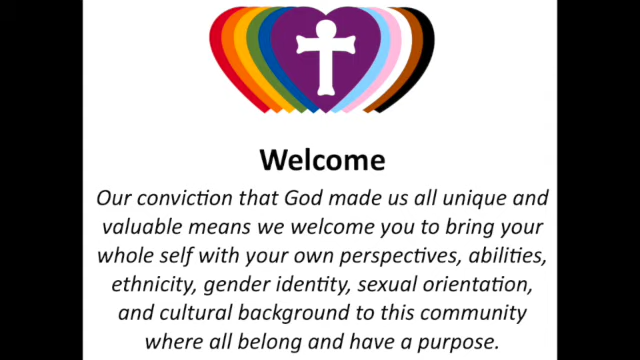 Welcome
Our conviction that God made us all unique and
valuable means we welcome you to bring your
whole self with your own perspectives, abilities,
ethnicity, gender identity, sexual orientation,
and cultural background to this community
where all belong and have a purpose.